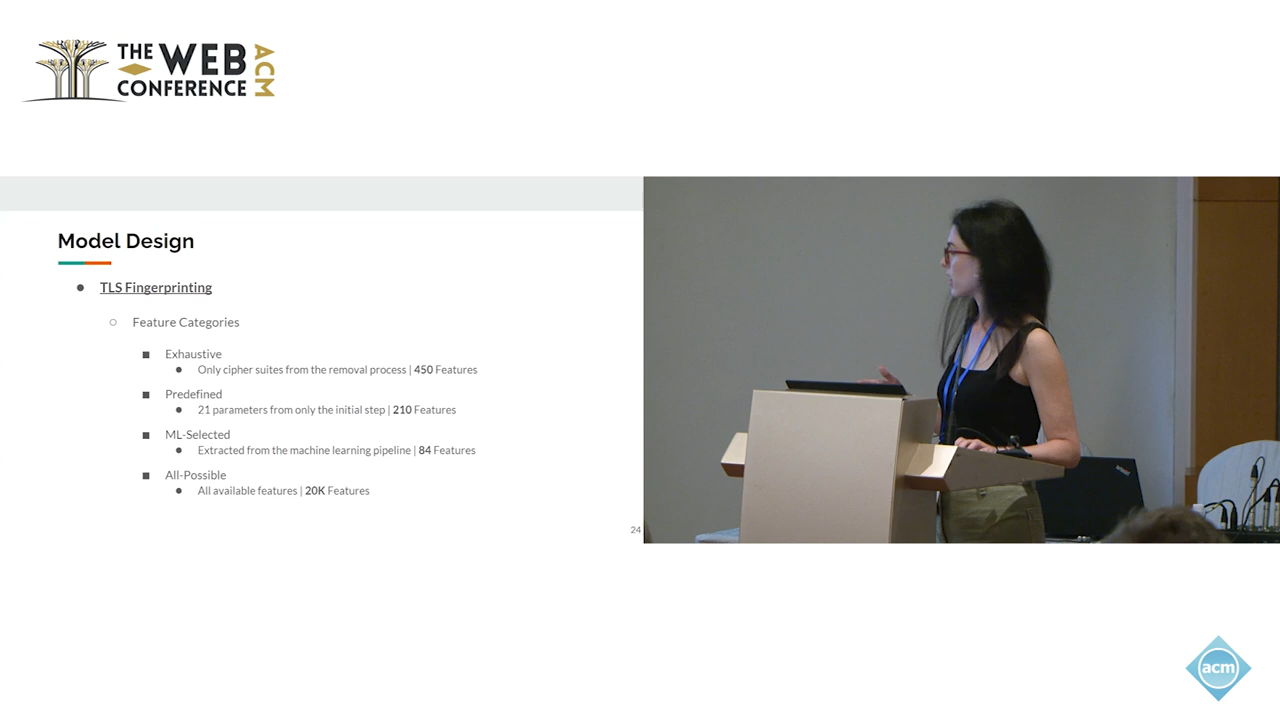 THE WEB
CONFERENCE
ACM
Model Design
● TLS Fingerprinting
○ Feature Categories
■ Exhaustive
● Only cipher suites from the removal process | 450 Features
■ Predefined
● 21 parameters from only the initial step | 210 Features
■ ML-Selected
● Extracted from the machine learning pipeline | 84 Features
■ All-Possible
● All available features | 20K Features
24
acm